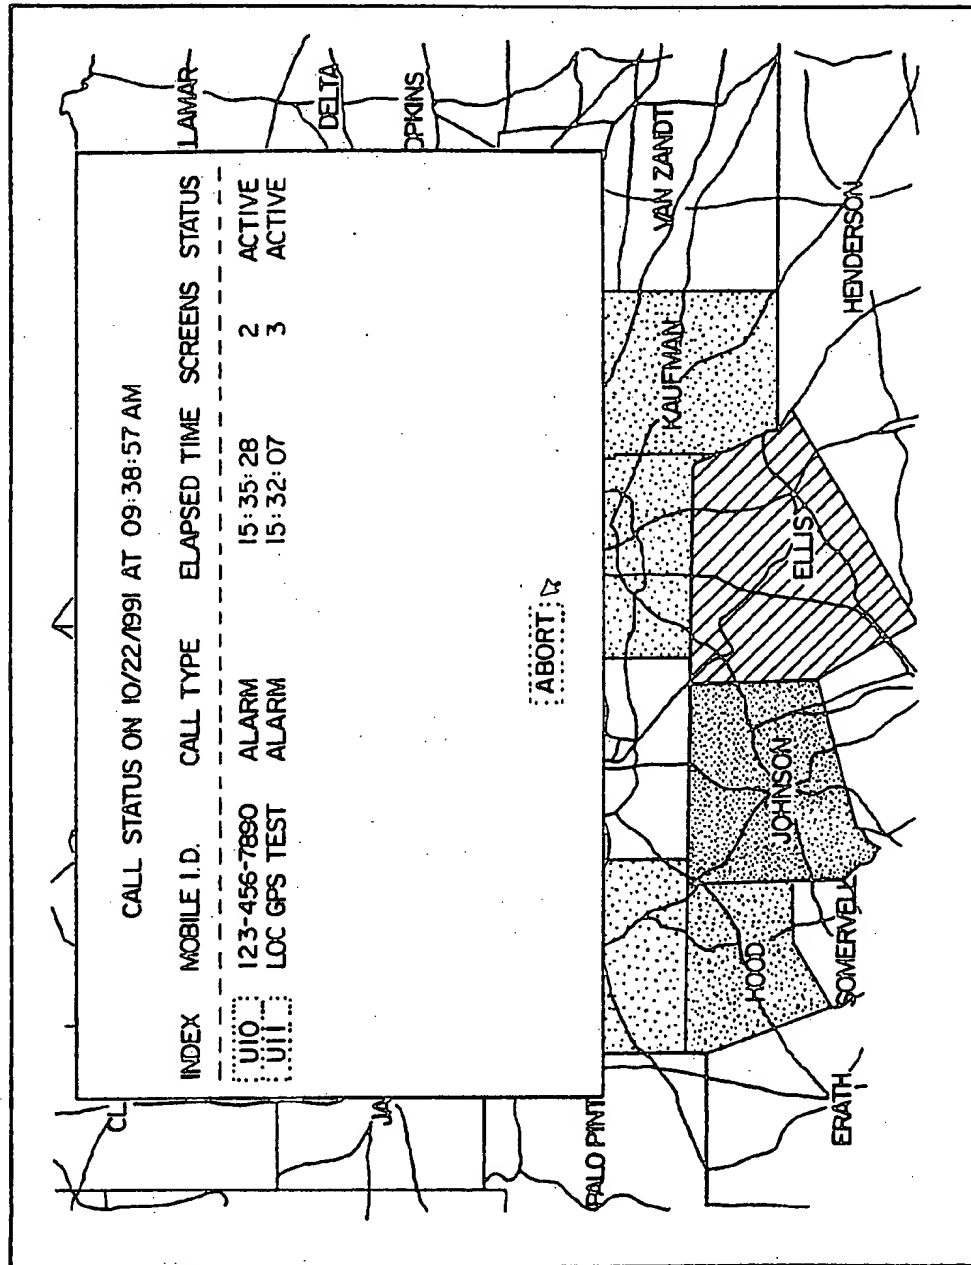 CALL STATUS ON 10/22/1991 AT 09:38:57 AM
INDEX MOBILE I.D. CALL TYPE ELAPSED TIME SCREENS STATUS
U10 123-456-7890 ALARM 15:35:28 2 ACTIVE
U11 LOC GPS TEST ALARM 15:32:07 3 ACTIVE
ABORT
CL
LAMAR
DELTA
JA
OPKINS
PALO PINT
KAUFMAN
VAN ZANDT
HOOD
JOHNSON
ELLIS
ERATH
SOMERVELL
HENDERSON